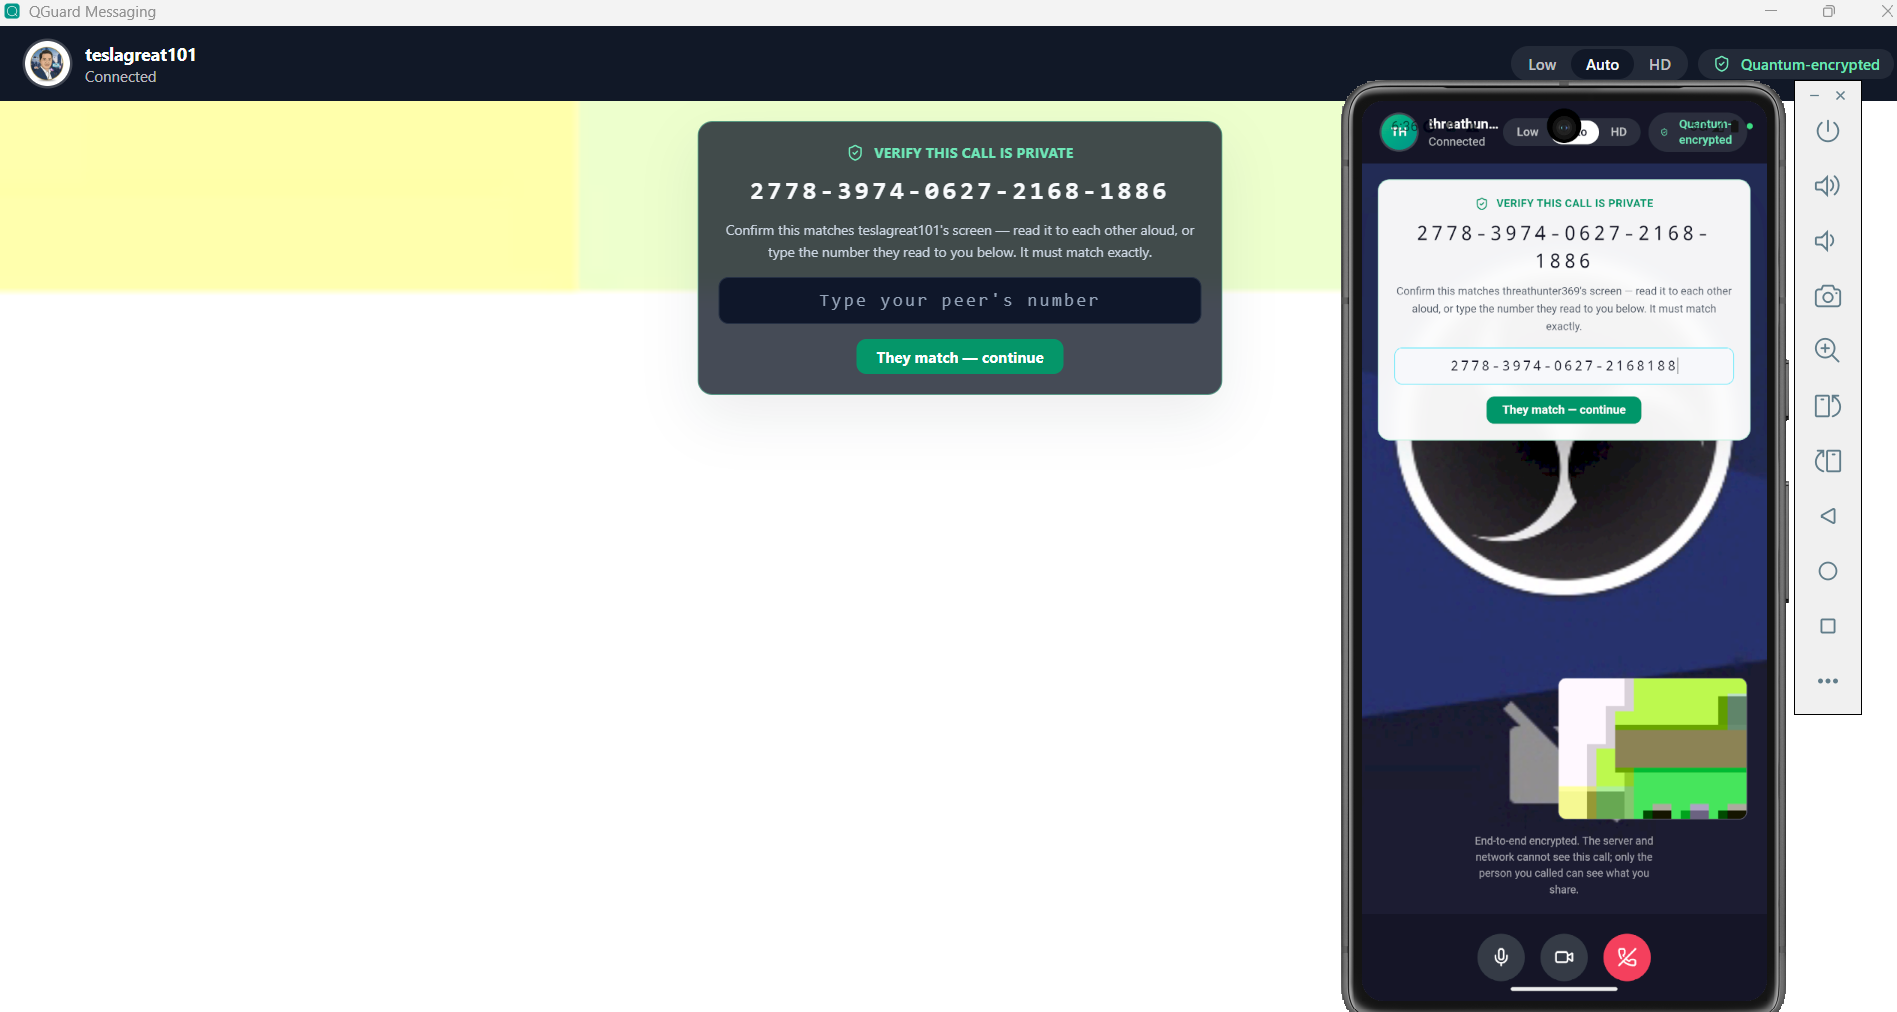 QGuard Messaging
teslagreat101
Connected
Low Auto HD
Quantum-encrypted
VERIFY THIS CALL IS PRIVATE
2778-3974-0627-2168-1886
Confirm this matches teslagreat101's screen — read it to each other aloud, or
type the number they read to you below. It must match exactly.
Type your peer's number
They match — continue
TH
threathun...
Connected
Low
HD
Quantum-
encrypted
VERIFY THIS CALL IS PRIVATE
2778-3974-0627-2168-
1886
Confirm this matches threathunter369's screen — read it to each other
aloud, or type the number they read to you below. It must match
exactly.
2778-3974-0627-2168188
They match — continue
End-to-end encrypted. The server and
network cannot see this call; only the
person you called can see what you
share.